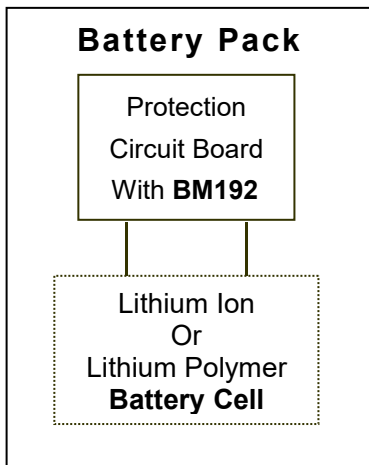 Battery Pack
Protection
Circuit Board
With BM192
Lithium Ion
Or
Lithium Polymer
Battery Cell